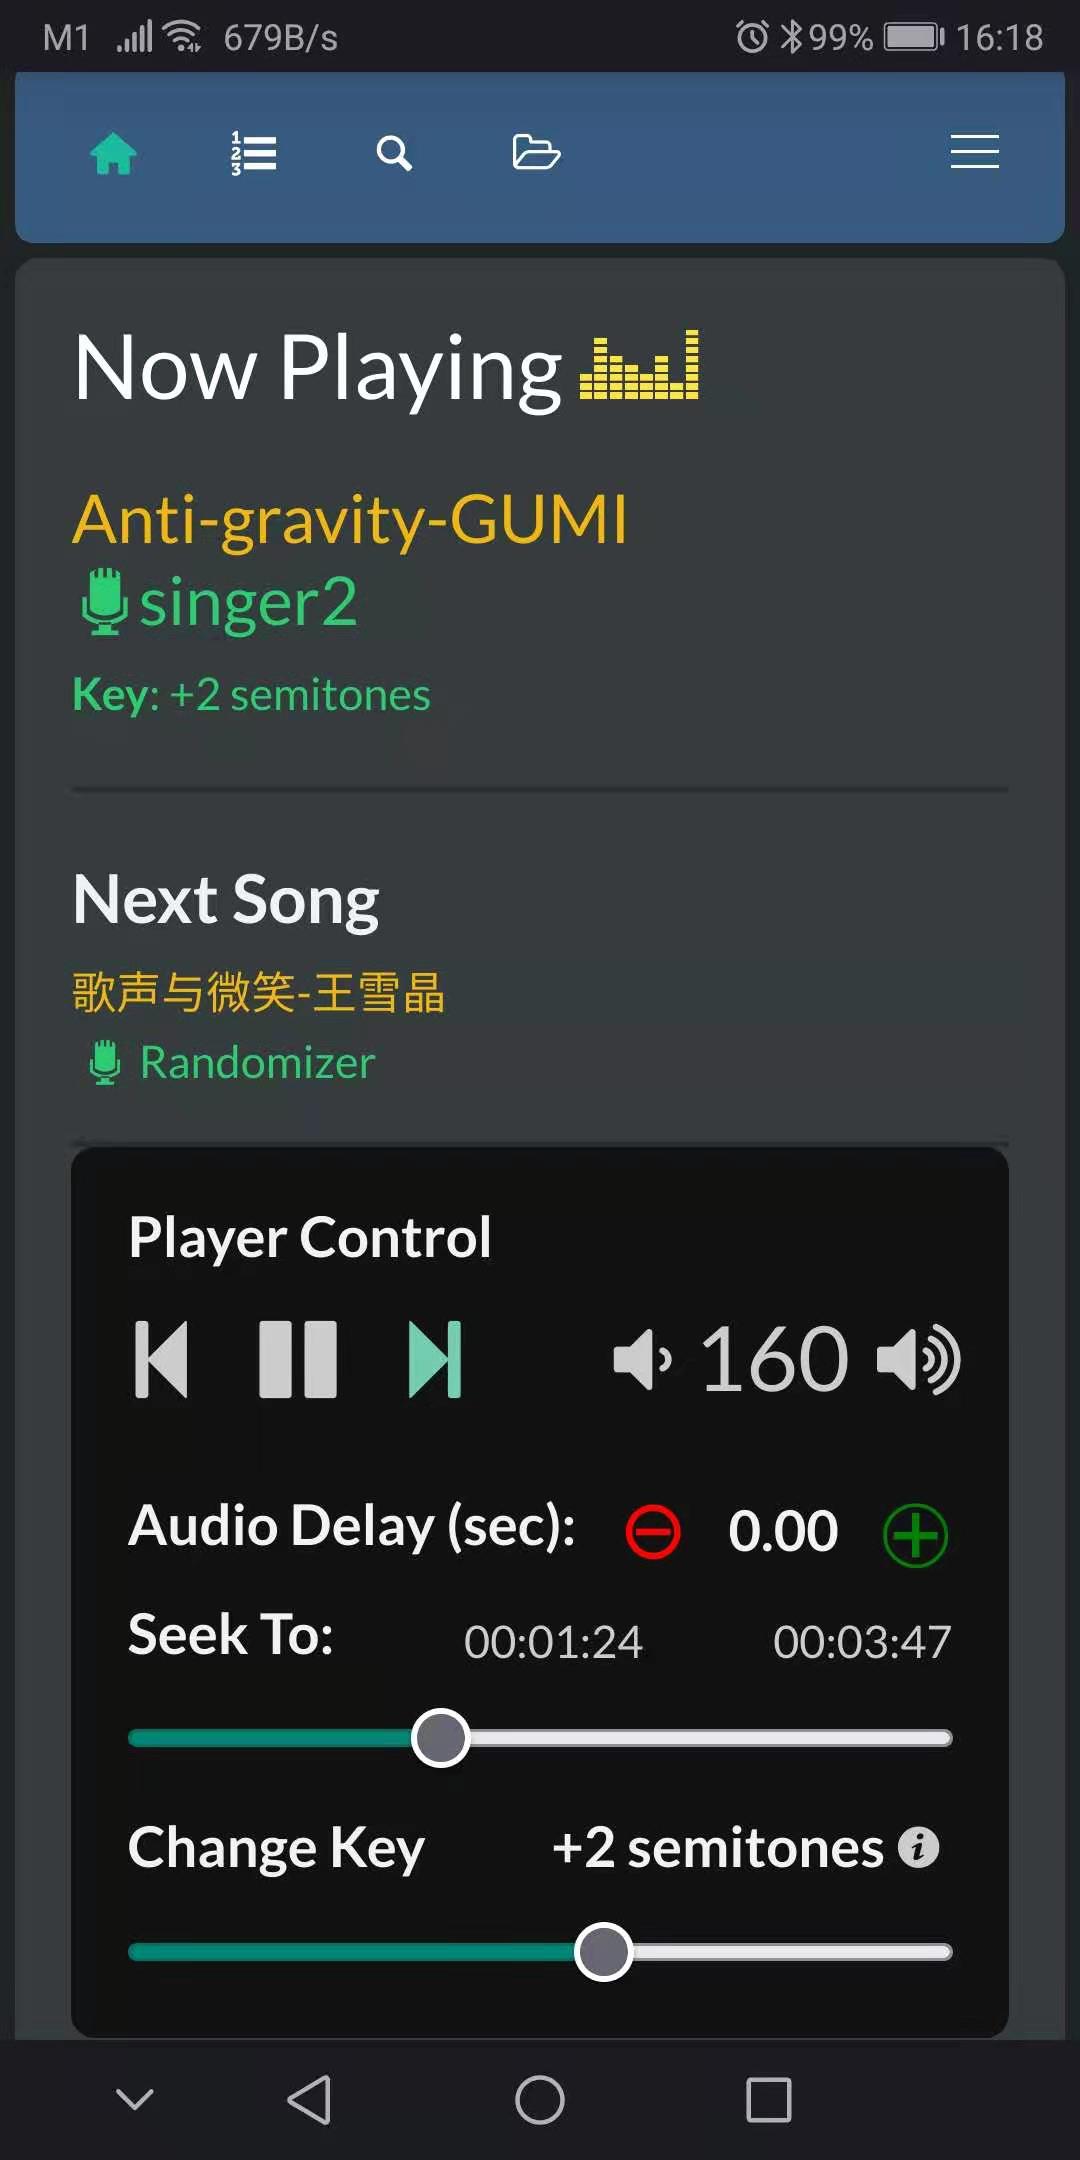 M1 679B/s 99% 16:18
Now Playing
Anti-gravity-GUMI
singer2
Key: +2 semitones
Next Song
歌声与微笑-王雪晶
Randomizer
Player Control
160
Audio Delay (sec): 0.00
Seek To: 00:01:24 00:03:47
Change Key +2 semitones